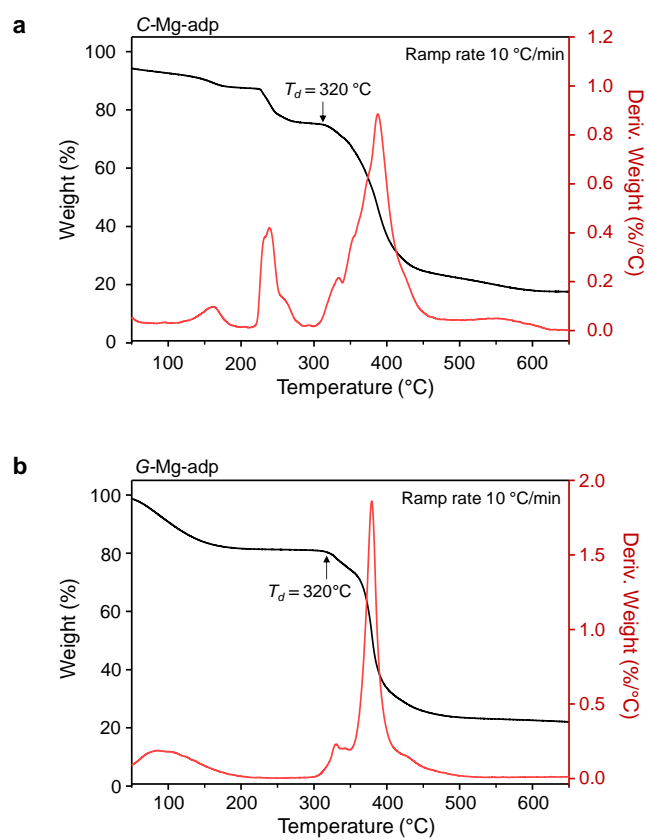 a
C-Mg-adp
Ramp rate 10 °C/min
T_d = 320 °C
100
80
60
40
20
0
Weight (%)
1.2
1.0
0.8
0.6
0.4
0.2
0.0
Deriv. Weight (%/°C)
100 200 300 400 500 600
Temperature (°C)
b
G-Mg-adp
Ramp rate 10 °C/min
T_d = 320°C
100
80
60
40
20
0
Weight (%)
2.0
1.5
1.0
0.5
0.0
Deriv. Weight (%/°C)
100 200 300 400 500 600
Temperature (°C)